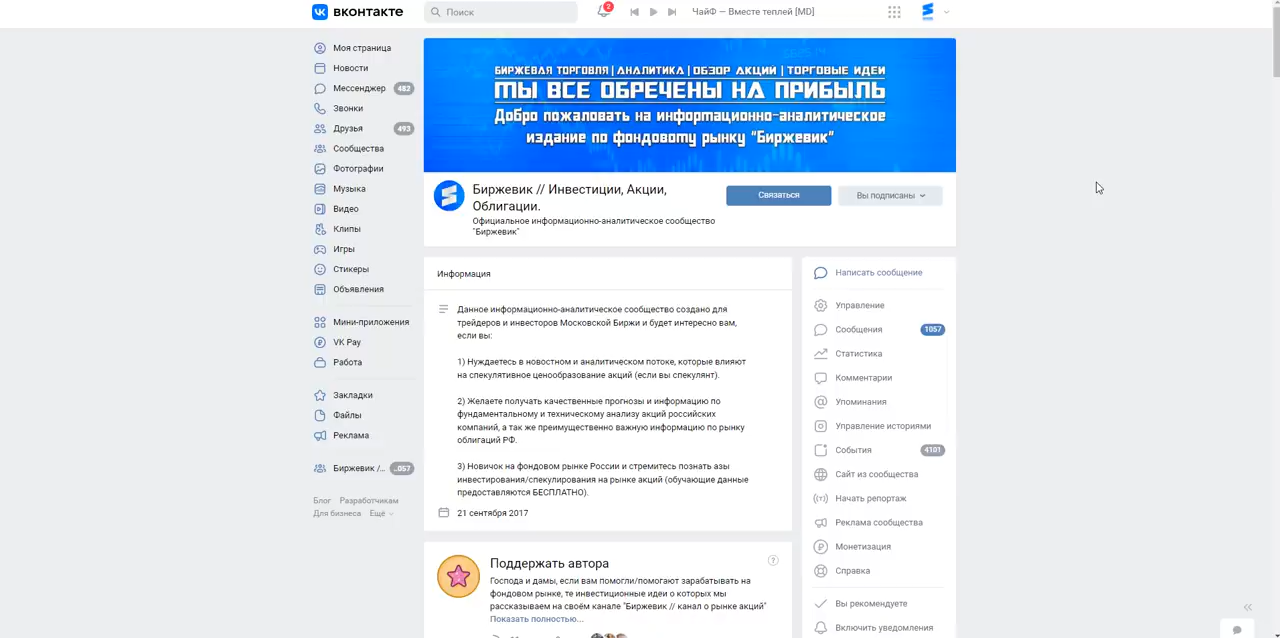 вконтакте
Поиск
2
ЧайФ — Вместе теплей [MD]
Моя страница
Новости
Мессенджер 482
Звонки
Друзья 493
Сообщества
Фотографии
Музыка
Видео
Клипы
Игры
Стикеры
Объявления
Мини-приложения
VK Pay
Работа
Закладки
Файлы
Реклама
Биржевик /... ..057
Блог Разработчикам
Для бизнеса Ещё
БИРЖЕВАЯ ТОРГОВЛЯ | АНАЛИТИКА | ОБЗОР АКЦИЙ | ТОРГОВЫЕ ИДЕИ
МЫ ВСЕ ОБРЕЧЕНЫ НА ПРИБЫЛЬ
Добро пожаловать на информационно-аналитическое
издание по фондовому рынку "Биржевик"
Биржевик // Инвестиции, Акции,
Облигации.
Официальное информационно-аналитическое сообщество
"Биржевик"
Связаться
Вы подписаны
Информация
Данное информационно-аналитическое сообщество создано для
трейдеров и инвесторов Московской Биржи и будет интересно вам,
если вы:
1) Нуждаетесь в новостном и аналитическом потоке, которые влияют
на спекулятивное ценообразование акций (если вы спекулянт).
2) Желаете получать качественные прогнозы и информацию по
фундаментальному и техническому анализу акций российских
компаний, а так же преимущественно важную информацию по рынку
облигаций РФ.
3) Новичок на фондовом рынке России и стремитесь познать азы
инвестирования/спекулирования на рынке акций (обучающие данные
предоставляются БЕСПЛАТНО).
21 сентября 2017
Поддержать автора
Господа и дамы, если вам помогли/помогают зарабатывать на
фондовом рынке, те инвестиционные идеи о которых мы
рассказываем на своём канале "Биржевик // канал о рынке акций"
Показать полностью...
Написать сообщение
Управление
Сообщения 1057
Статистика
Комментарии
Упоминания
Управление историями
События 4101
Сайт из сообщества
Начать репортаж
Реклама сообщества
Монетизация
Справка
Вы рекомендуете
Включить уведомления